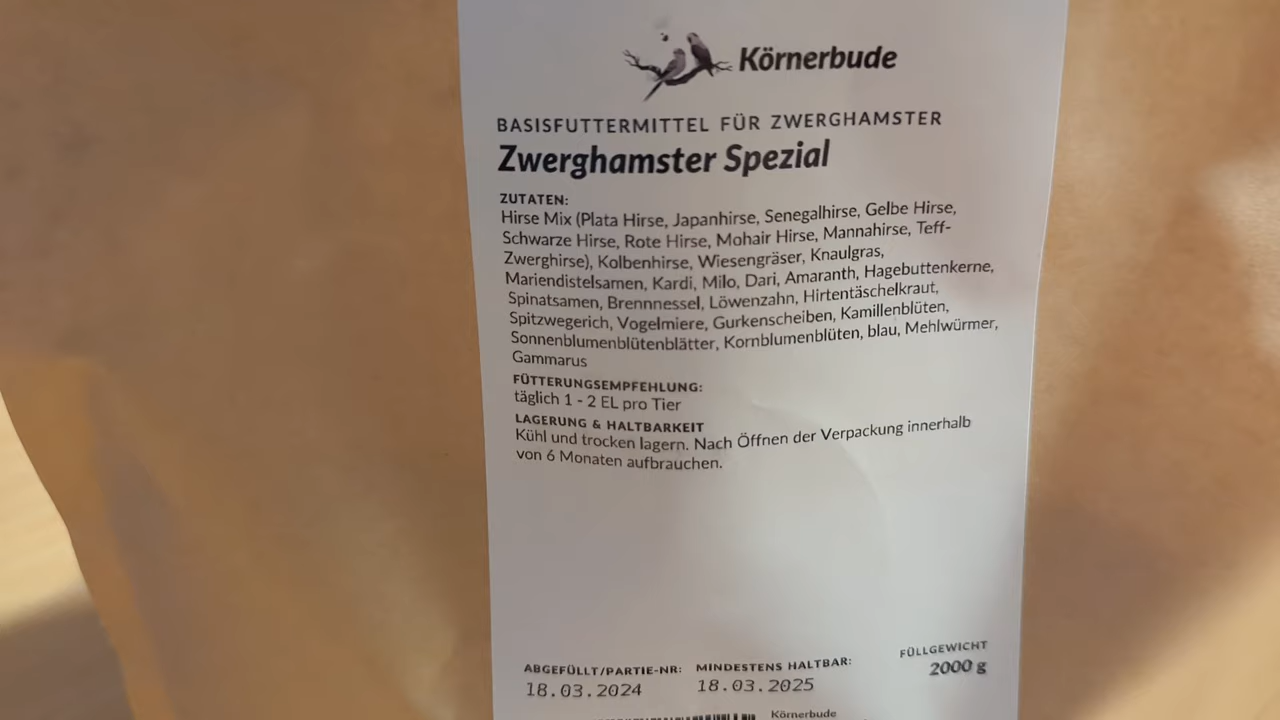 Körnerbude
BASISFUTTERMITTEL FÜR ZWERGHAMSTER
Zwerghamster Spezial
ZUTATEN:
Hirse Mix (Plata Hirse, Japanhirse, Senegalhirse, Gelbe Hirse,
Schwarze Hirse, Rote Hirse, Mohair Hirse, Mannahirse, Teff-
Zwerghirse), Kolbenhirse, Wiesengräser, Knaulgras,
Mariendistelsamen, Kardi, Milo, Dari, Amaranth, Hagebuttenkerne,
Spinatsamen, Brennnessel, Löwenzahn, Hirtentäschelkraut,
Spitzwegerich, Vogelmiere, Gurkenscheiben, Kamillenblüten,
Sonnenblumenblütenblätter, Kornblumenblüten, blau, Mehlwürmer,
Gammarus
FÜTTERUNGSEMPFEHLUNG:
täglich 1 - 2 EL pro Tier
LAGERUNG & HALTBARKEIT
Kühl und trocken lagern. Nach Öffnen der Verpackung innerhalb
von 6 Monaten aufbrauchen.
ABGEFÜLLT/PARTIE-NR:
18.03.2024
MINDESTENS HALTBAR:
18.03.2025
FÜLLGEWICHT
2000 g
Körnerbude